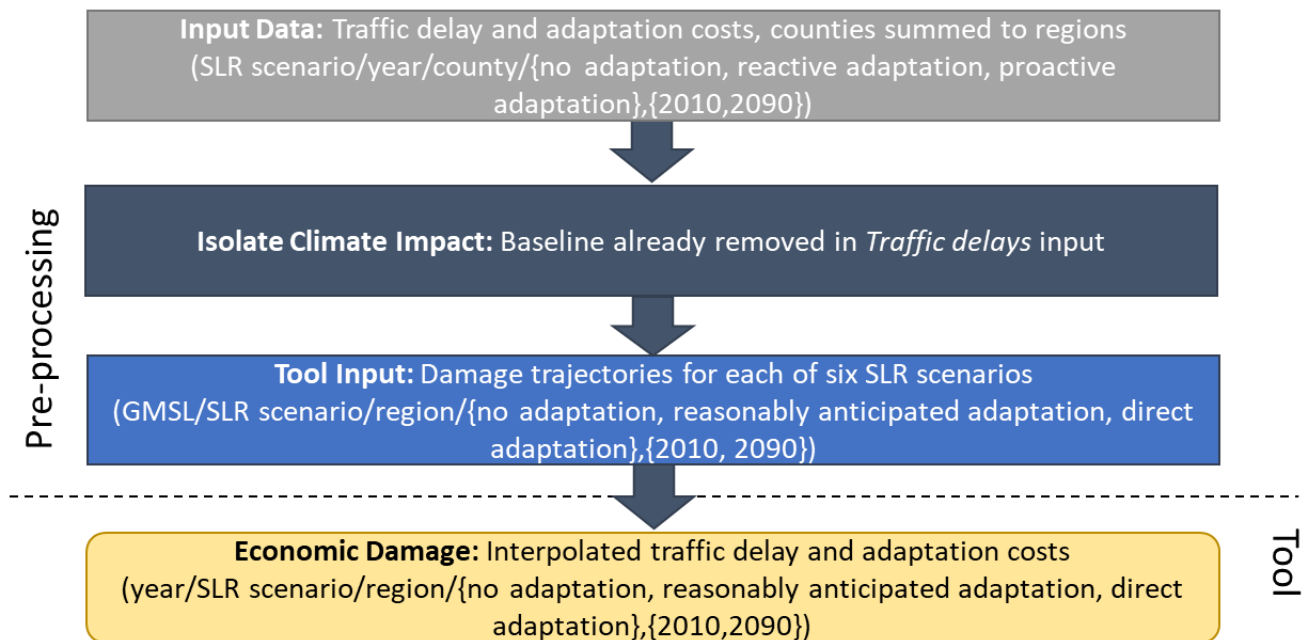 Input Data: Traffic delay and adaptation costs, counties summed to regions
(SLR scenario/year/county/{no adaptation, reactive adaptation, proactive
adaptation},{2010,2090})
Pre-processing
Isolate Climate Impact: Baseline already removed in Traffic delays input
Tool Input: Damage trajectories for each of six SLR scenarios
(GMSL/SLR scenario/region/{no adaptation, reasonably anticipated adaptation, direct
adaptation},{2010, 2090})
Economic Damage: Interpolated traffic delay and adaptation costs
(year/SLR scenario/region/{no adaptation, reasonably anticipated adaptation, direct
adaptation},{2010,2090})
Tool